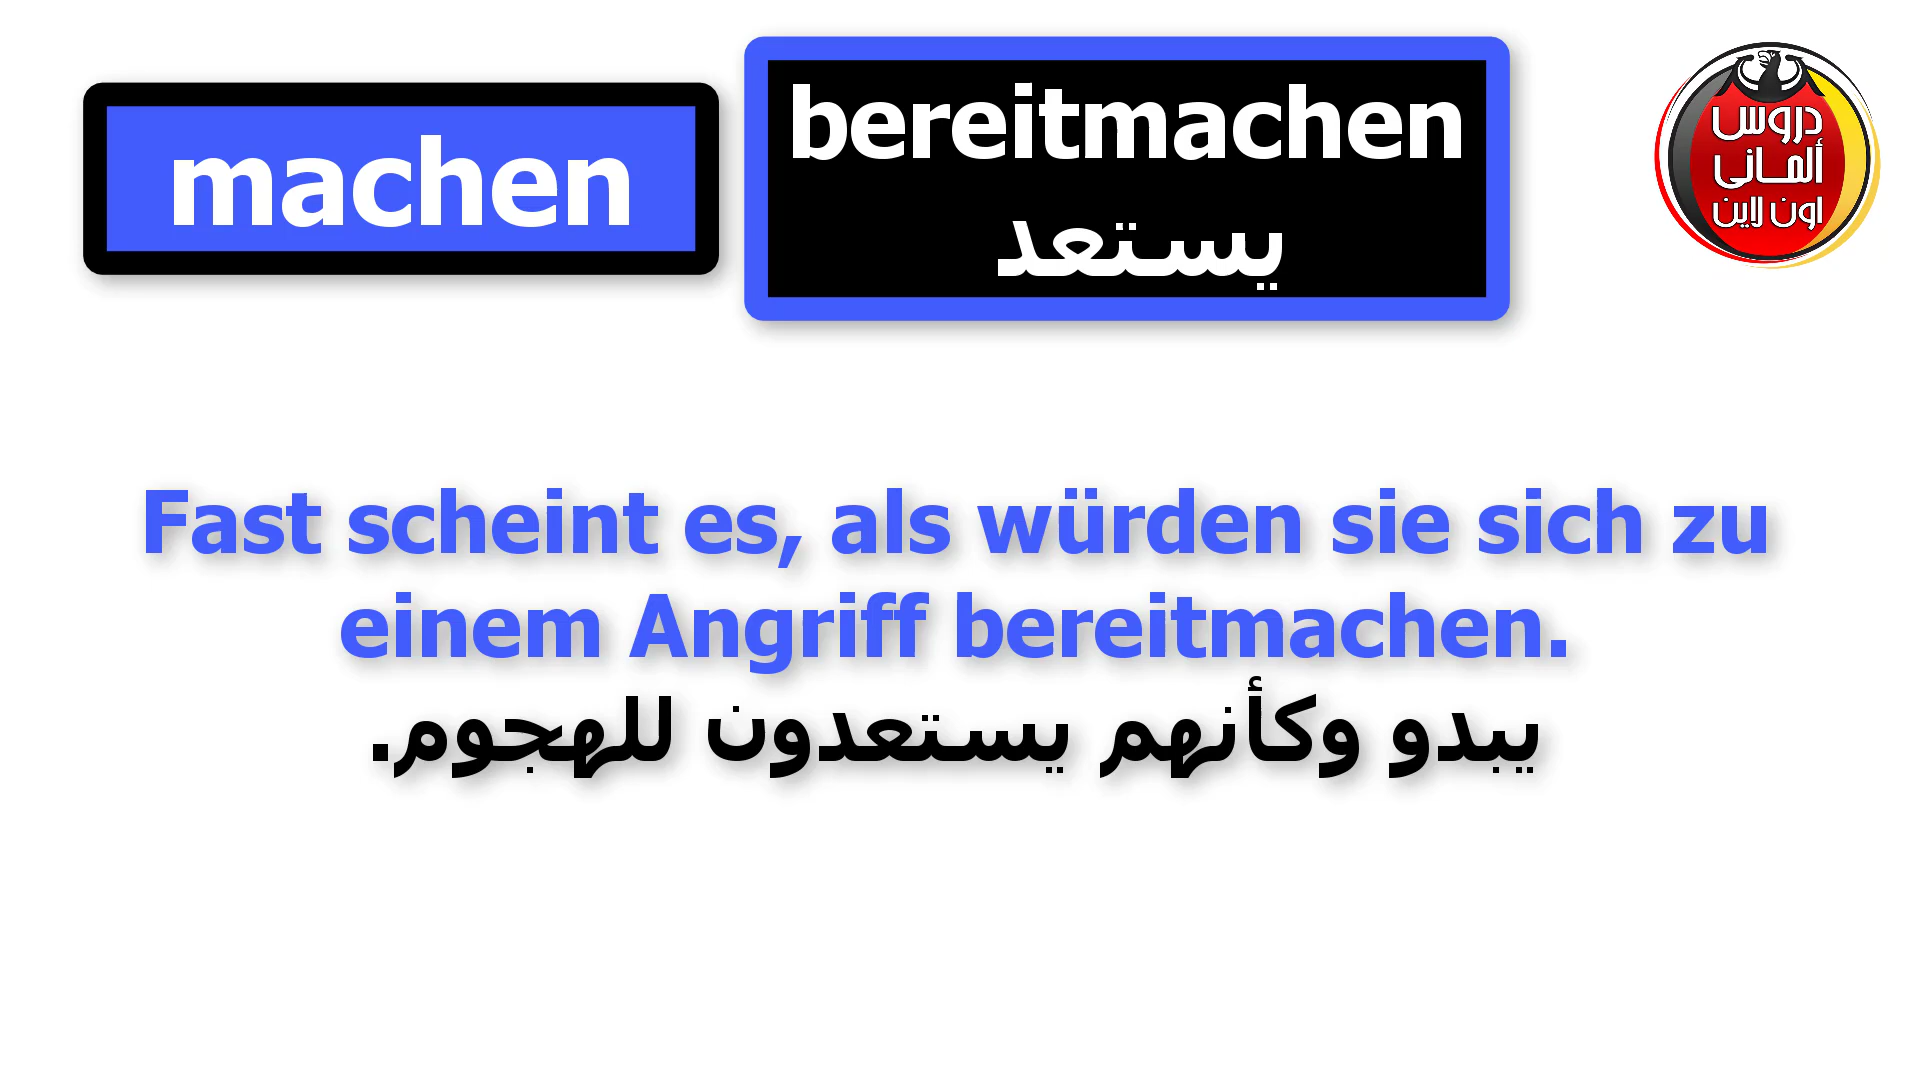 machen
bereitmachen
يستعد
دروس
ألمانى
اون لاين
Fast scheint es, als würden sie sich zu
einem Angriff bereitmachen.
يبدو وكأنهم يستعدون للهجوم.